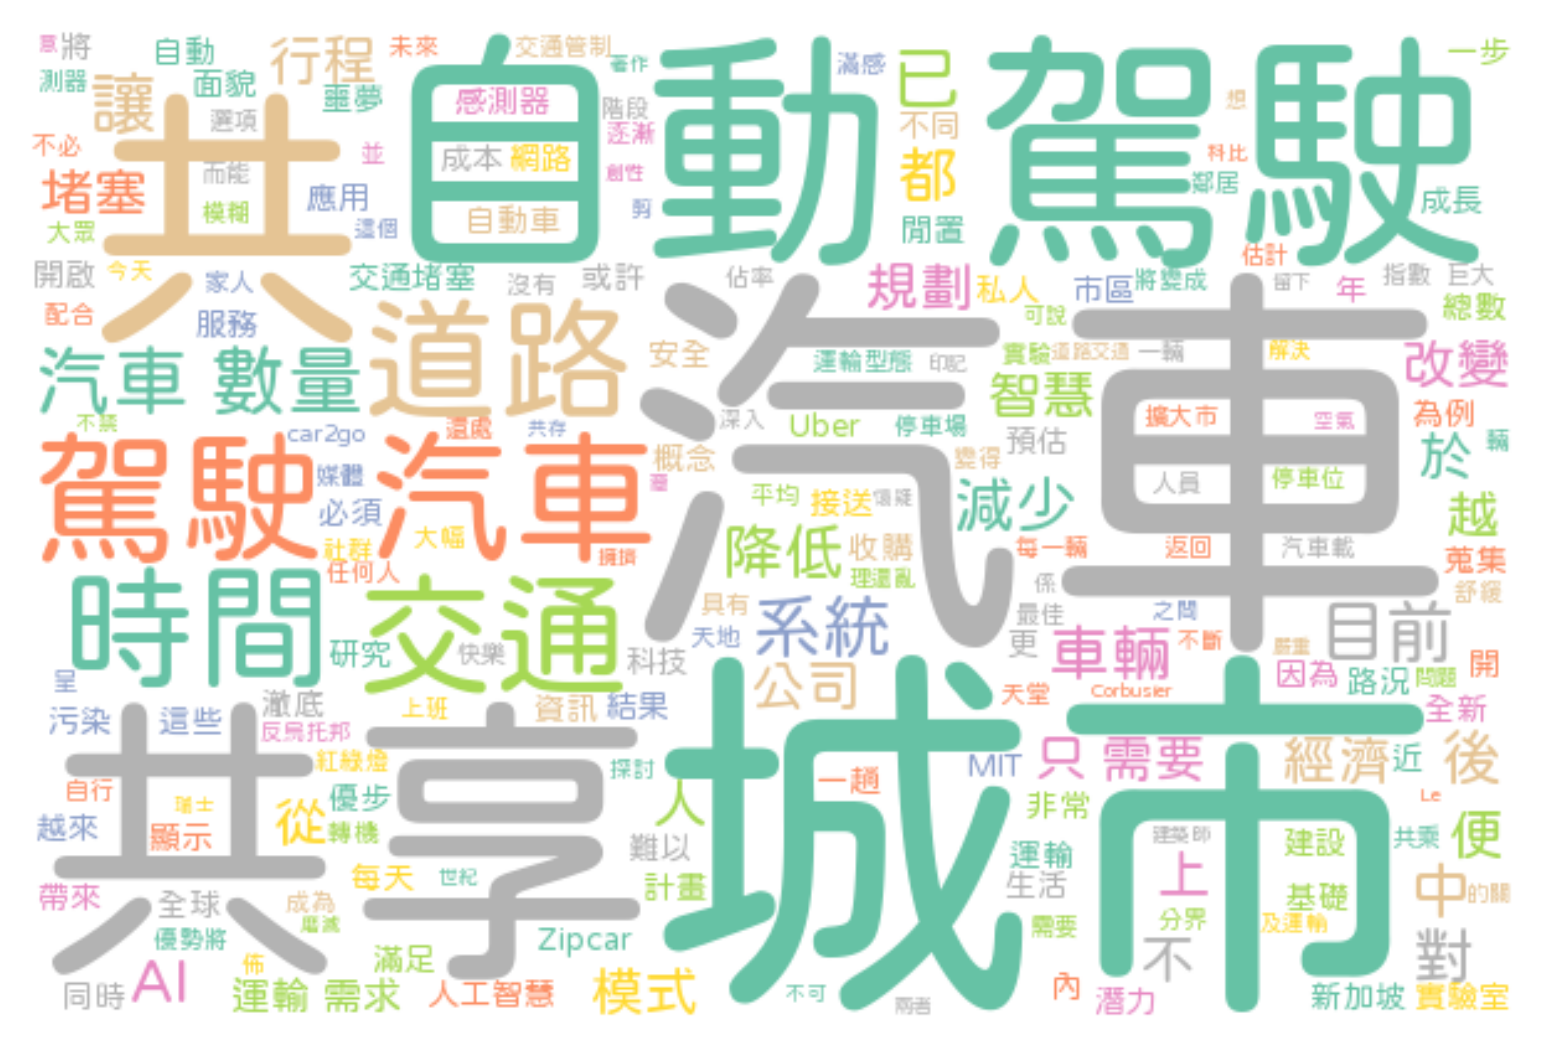 意 將 自動 行程 未來 交通管制 著作 滿感 已 一步
測器 讓 面貌 噩夢 感測器 階段 不同 想
自動 駕駛
共
不必 選項 並 成本 網路 逐漸 都 科比
堵塞 而能 應用 創性 鄰居 成長
大眾 模糊 這個 自動車 剪 閒置 估計
開啟 今天 家人 交通堵塞 沒有 或許 佔率 規劃 私人 市區 將變成 留下 年 指數 巨大
配合 服務 可說 總數
汽車 數量 道路 安全 運輸型態 印記 實驗 道路交通 一輛 解決 改變
汽車
不禁 car2go 這處 共存 深入 Uber 停車場 智慧 擴大市 空氣 為例
駕駛 汽車 媒體 概念 變得 預估 於 輛
必須 臺 平均 接送 懷疑 減少 人員 停車位 越
社群 大幅 擁擠 降低 收購 每一輛 返回 汽車載 蒐集
任何人 理還亂 係 舒緩
時間 交通 具有 系統 最佳 之間 目前
研究 快樂 科技 天地 更 車輛 不斷 嚴重
呈 澈底 公司 天堂 Corbusier 因為 路況 問題 開
污染 這些 反烏托邦 上班 資訊 結果 全新
共享 城市
紅綠燈 探討 一趟 MIT 只 需要 經濟 近 後
自行 瑞士 優步 人 非常 Le
越來 顯示 從 轉機 難以 運輸 建築師 建設 共乘 便
帶來 每天 世紀 計畫 生活 上 基礎 中 的關
全球 成為 磨滅 需要 分界 及運輸
優勢將 Zipcar 不 對
同時 AI 佈 滿足 內
運輸 需求 人工智慧 模式 不可 兩者 潛力 新加坡 實驗室